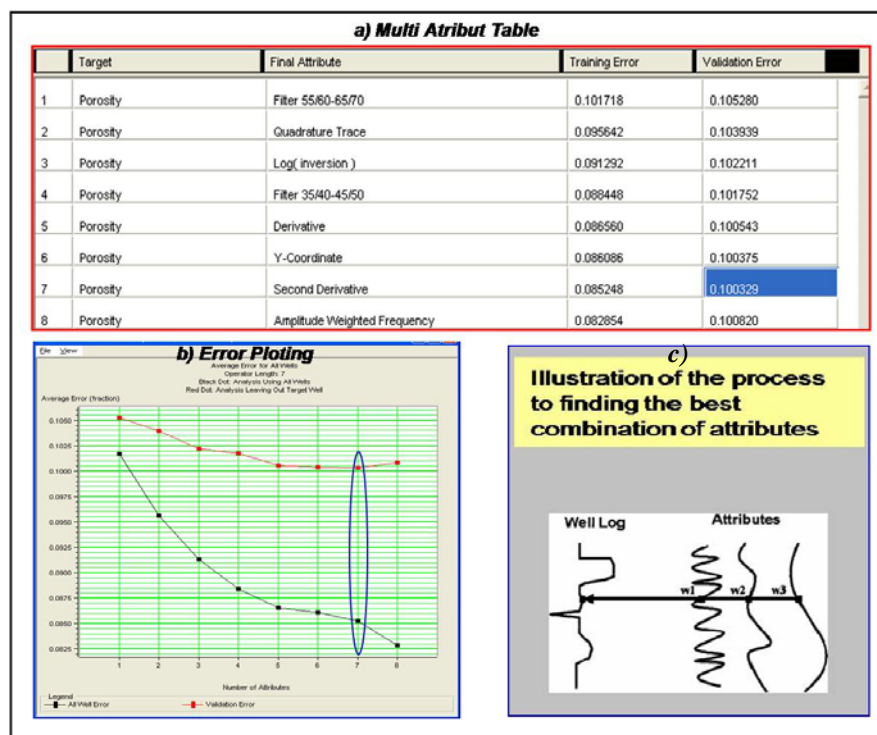 a) Multi Atribut Table
Target Final Attribute Training Error Validation Error
1 Porosity Filter 55/60-65/70 0.101718 0.105280
2 Porosity Quadrature Trace 0.095642 0.103939
3 Porosity Log( inversion ) 0.091292 0.102211
4 Porosity Filter 35/40-45/50 0.088448 0.101752
5 Porosity Derivative 0.086560 0.100543
6 Porosity Y-Coordinate 0.086086 0.100375
7 Porosity Second Derivative 0.085248 0.100329
8 Porosity Amplitude Weighted Frequency 0.082854 0.100820
File View
b) Error Ploting
Average Error for All Wells
Operator Length: 7
Black Dot: Analysis Using All Wells
Red Dot: Analysis Leaving Out Target Well
Average Error (fraction)
0.1050
0.1025
0.1000
0.0975
0.0950
0.0925
0.0900
0.0875
0.0850
0.0825
1 2 3 4 5 6 7 8
Number of Attributes
Legend
All Well Error Validation Error
c)
Illustration of the process
to finding the best
combination of attributes
Well Log Attributes
w1 w2 w3